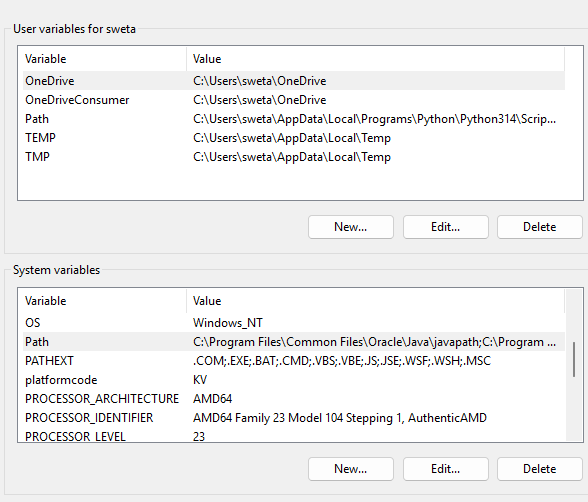 User variables for sweta
Variable Value
OneDrive C:\Users\sweta\OneDrive
OneDriveConsumer C:\Users\sweta\OneDrive
Path C:\Users\sweta\AppData\Local\Programs\Python\Python314\Scrip...
TEMP C:\Users\sweta\AppData\Local\Temp
TMP C:\Users\sweta\AppData\Local\Temp
New... Edit... Delete
System variables
Variable Value
OS Windows_NT
Path C:\Program Files\Common Files\Oracle\Java\javapath;C:\Program ...
PATHEXT .COM;.EXE;.BAT;.CMD;.VBS;.VBE;.JS;.JSE;.WSF;.WSH;.MSC
platformcode KV
PROCESSOR_ARCHITECTURE AMD64
PROCESSOR_IDENTIFIER AMD64 Family 23 Model 104 Stepping 1, AuthenticAMD
PROCESSOR_LEVEL 23
New... Edit... Delete